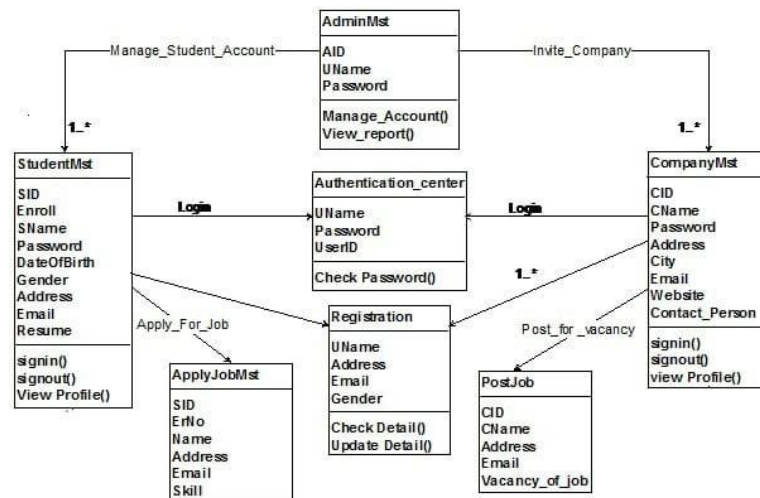 AdminMst
AID
UName
Password
Manage_Account()
View_report()
Manage_Student_Account
Invite_Company
1..*
1..*
StudentMst
SID
Enroll
SName
Password
DateOfBirth
Gender
Address
Email
Resume
signin()
signout()
View Profile()
Login
Authentication_center
UName
Password
UserID
Check Password()
Login
CompanyMst
CID
CName
Password
Address
City
Email
Website
Contact_Person
signin()
signout()
view Profile()
1..*
Apply_For_Job
Registration
UName
Address
Email
Gender
Check Detail()
Update Detail()
Post_for _vacancy
ApplyJobMst
SID
ErNo
Name
Address
Email
Skill
PostJob
CID
CName
Address
Email
Vacancy_of_job